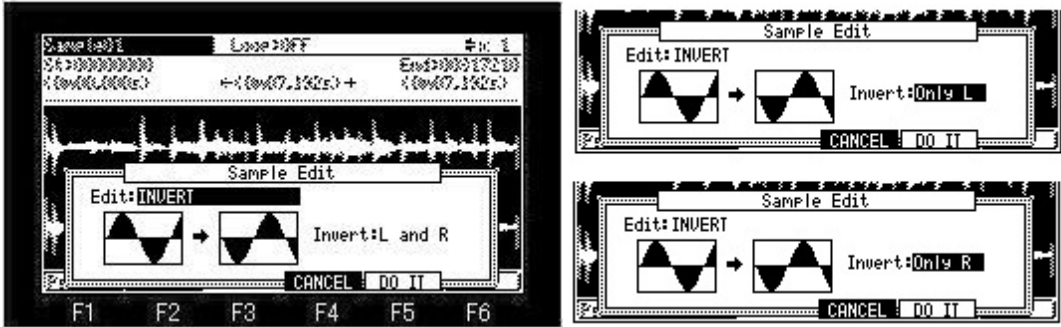 Sample01 Loop:OFF
Sample Edit
Edit:INVERT
Invert:L and R
CANCEL DO IT
F1 F2 F3 F4 F5 F6
Sample Edit
Edit:INVERT
Invert:Only L
CANCEL DO IT
Sample Edit
Edit:INVERT
Invert:Only R
CANCEL DO IT